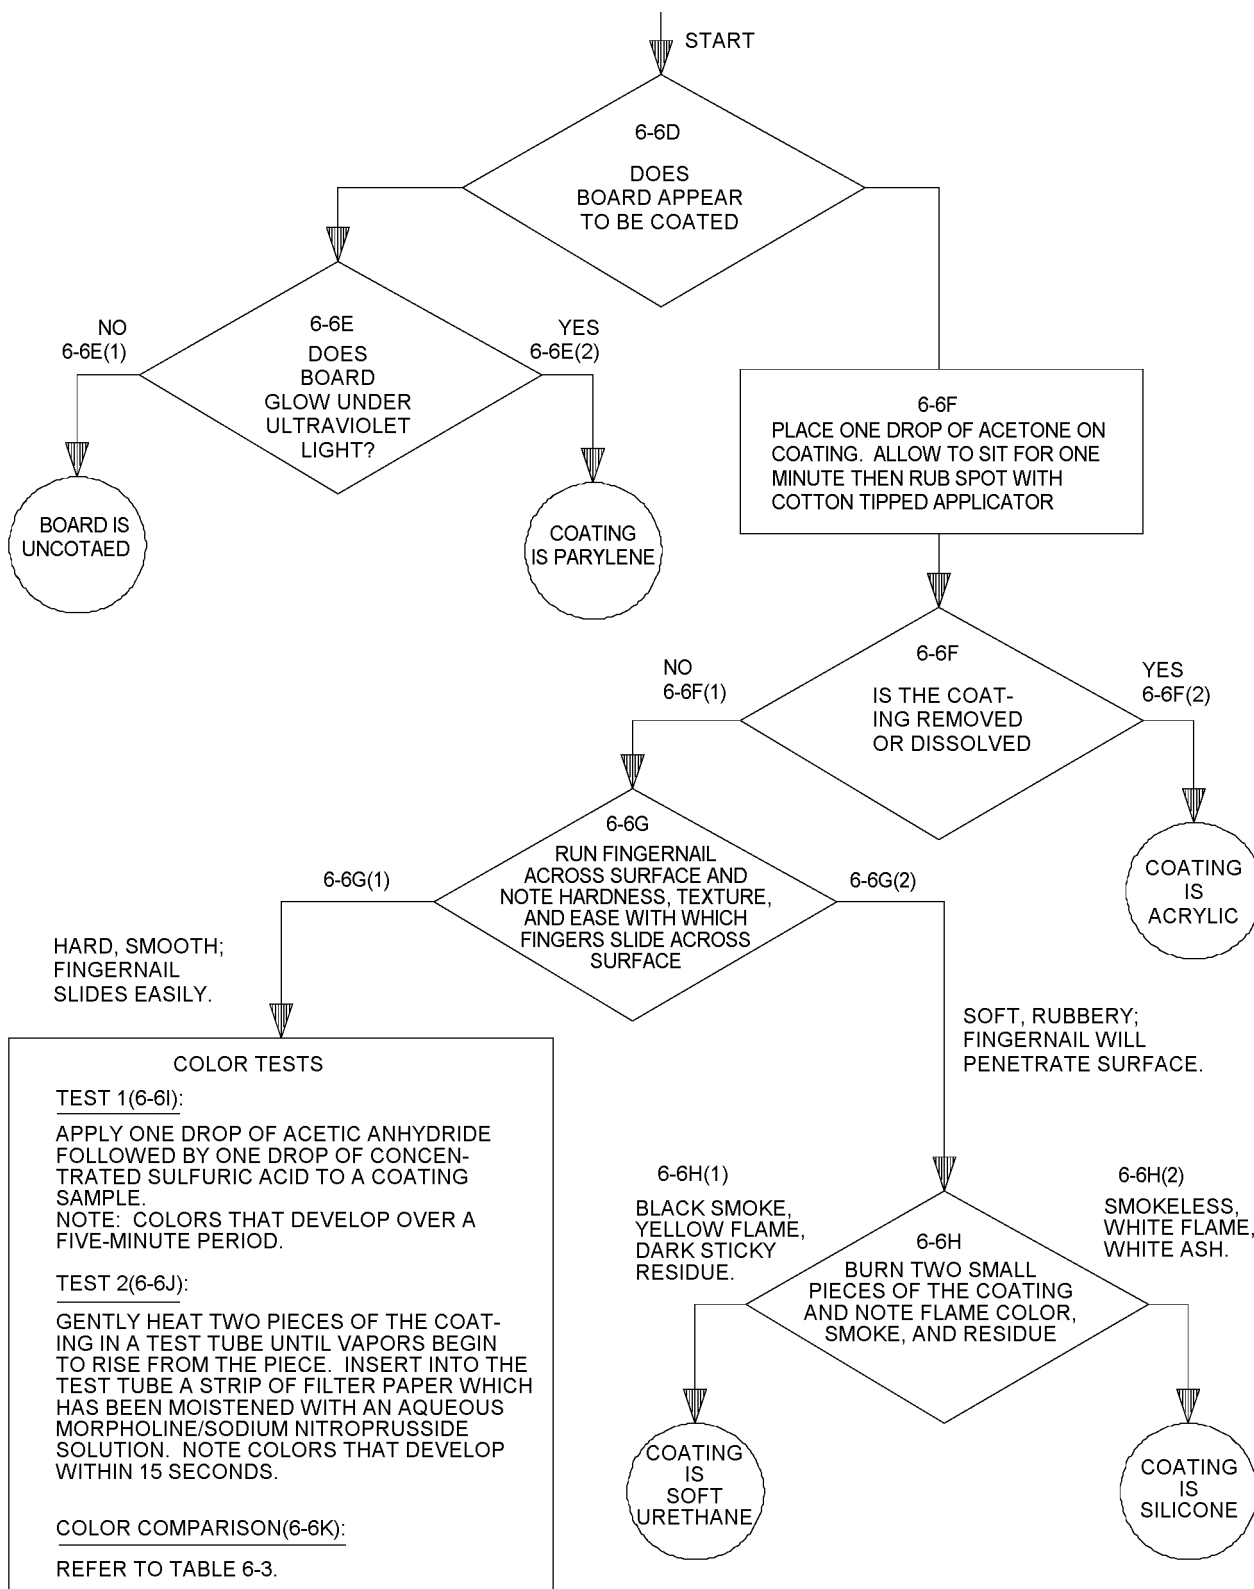 START
6-6D
DOES
BOARD APPEAR
TO BE COATED
6-6E
DOES
BOARD
GLOW UNDER
ULTRAVIOLET
LIGHT?
NO
6-6E(1)
YES
6-6E(2)
BOARD IS
UNCOTAED
COATING
IS PARYLENE
6-6F
PLACE ONE DROP OF ACETONE ON
COATING. ALLOW TO SIT FOR ONE
MINUTE THEN RUB SPOT WITH
COTTON TIPPED APPLICATOR
6-6F
IS THE COAT-
ING REMOVED
OR DISSOLVED
NO
6-6F(1)
YES
6-6F(2)
COATING
IS
ACRYLIC
6-6G
RUN FINGERNAIL
ACROSS SURFACE AND
NOTE HARDNESS, TEXTURE,
AND EASE WITH WHICH
FINGERS SLIDE ACROSS
SURFACE
6-6G(1)
6-6G(2)
HARD, SMOOTH;
FINGERNAIL
SLIDES EASILY.
SOFT, RUBBERY;
FINGERNAIL WILL
PENETRATE SURFACE.
COLOR TESTS
TEST 1(6-6I):
APPLY ONE DROP OF ACETIC ANHYDRIDE
FOLLOWED BY ONE DROP OF CONCEN-
TRATED SULFURIC ACID TO A COATING
SAMPLE.
NOTE: COLORS THAT DEVELOP OVER A
FIVE-MINUTE PERIOD.
TEST 2(6-6J):
GENTLY HEAT TWO PIECES OF THE COAT-
ING IN A TEST TUBE UNTIL VAPORS BEGIN
TO RISE FROM THE PIECE. INSERT INTO THE
TEST TUBE A STRIP OF FILTER PAPER WHICH
HAS BEEN MOISTENED WITH AN AQUEOUS
MORPHOLINE/SODIUM NITROPRUSSIDE
SOLUTION. NOTE COLORS THAT DEVELOP
WITHIN 15 SECONDS.
COLOR COMPARISON(6-6K):
REFER TO TABLE 6-3.
6-6H(1)
BLACK SMOKE,
YELLOW FLAME,
DARK STICKY
RESIDUE.
6-6H
BURN TWO SMALL
PIECES OF THE COATING
AND NOTE FLAME COLOR,
SMOKE, AND RESIDUE
6-6H(2)
SMOKELESS,
WHITE FLAME,
WHITE ASH.
COATING
IS
SOFT
URETHANE
COATING
IS
SILICONE